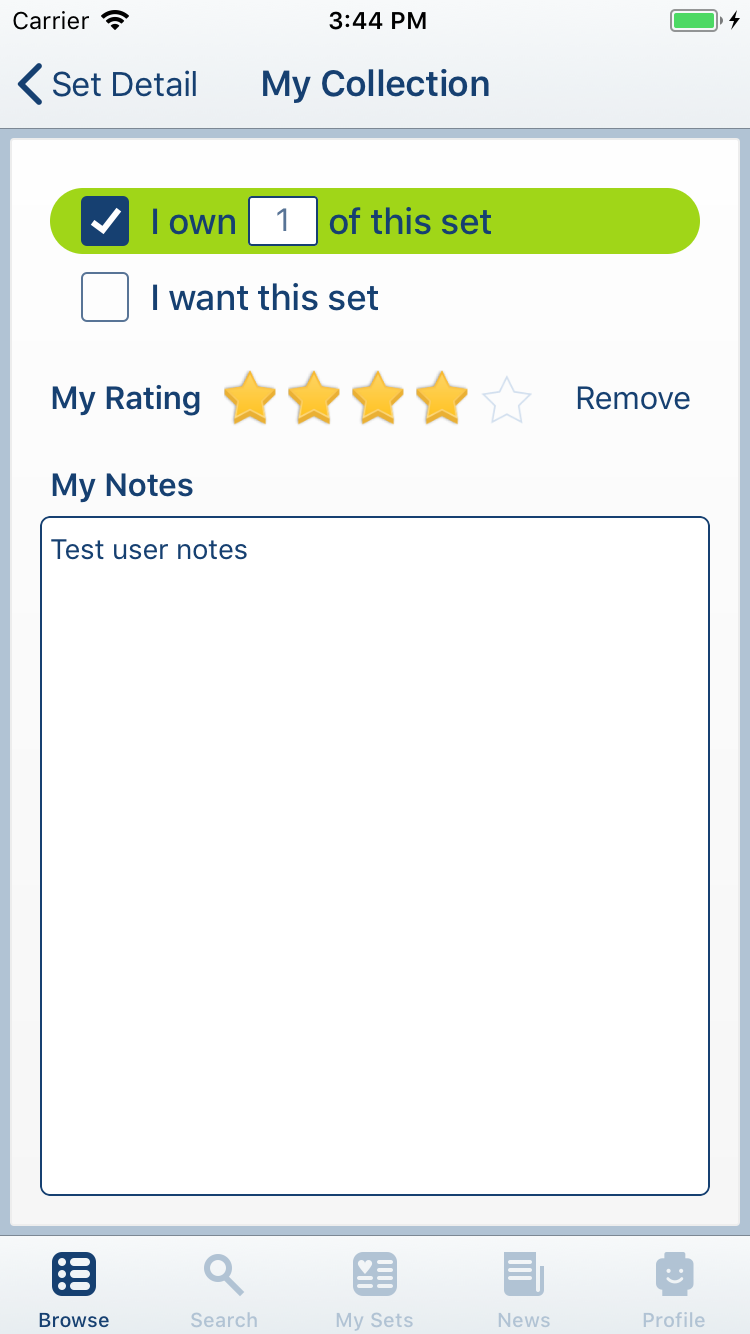 Carrier 3:44 PM
Set Detail My Collection
I own 1 of this set
I want this set
My Rating Remove
My Notes
Test user notes
Browse Search My Sets News Profile